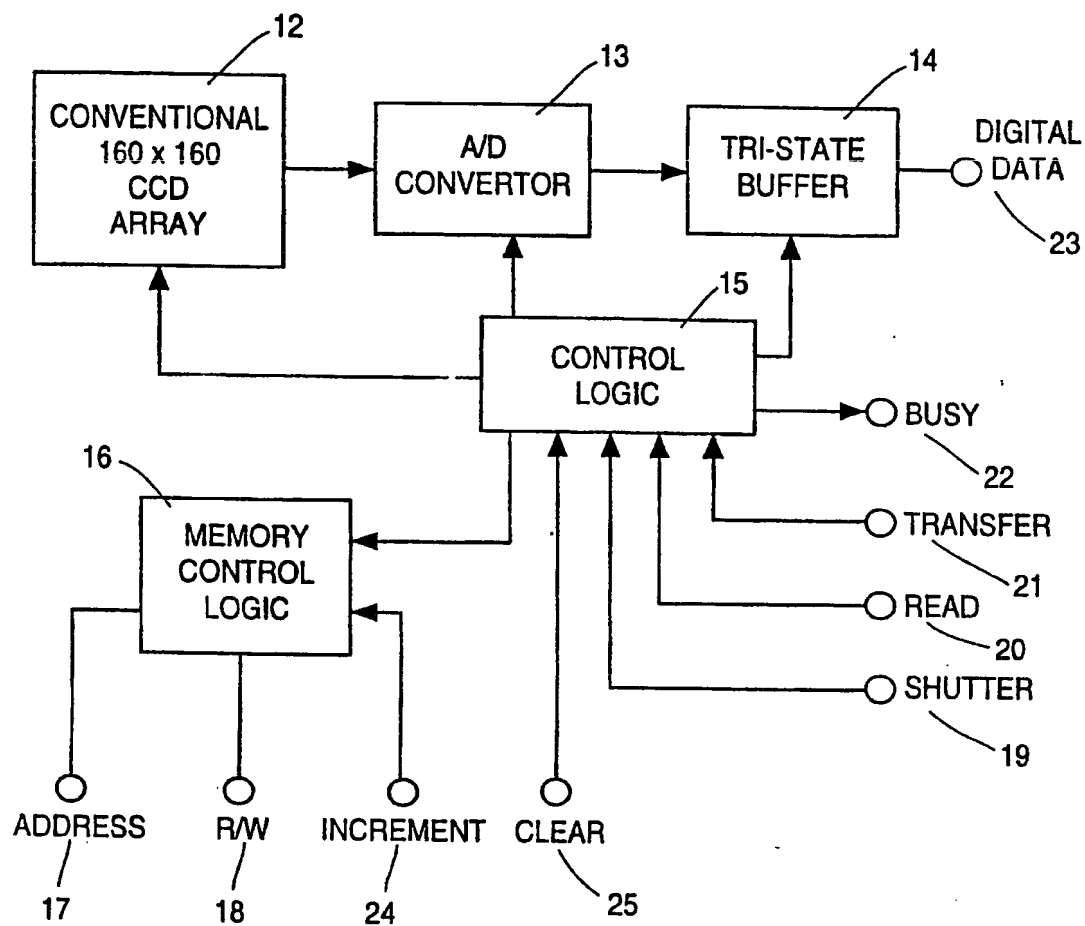 12
CONVENTIONAL
160 x 160
CCD
ARRAY
13
A/D
CONVERTOR
14
TRI-STATE
BUFFER
DIGITAL
DATA
23
15
CONTROL
LOGIC
BUSY
22
16
MEMORY
CONTROL
LOGIC
TRANSFER
21
READ
20
SHUTTER
19
ADDRESS
R/W
INCREMENT
CLEAR
17
18
24
25